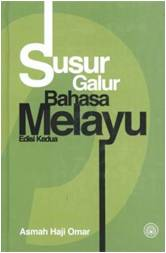 Susur
Galur
Bahasa
Melayu
Edisi Kedua
Asmah Haji Omar